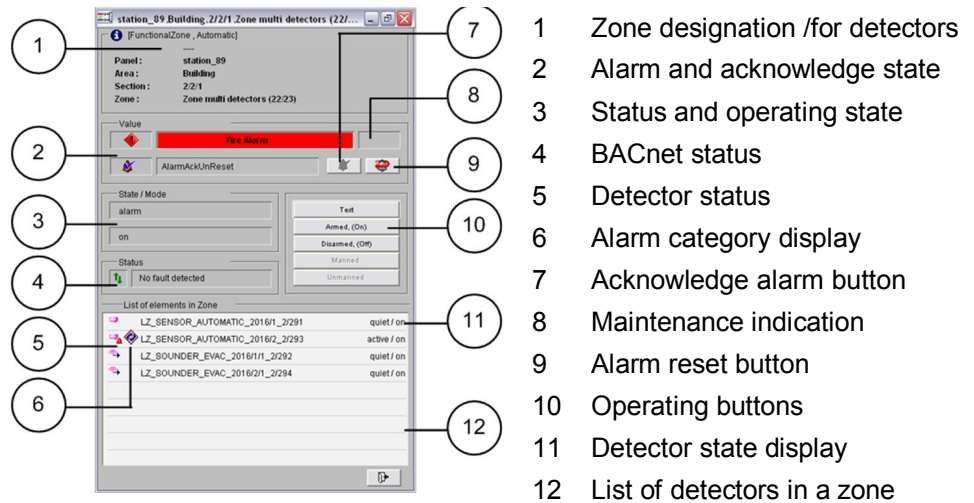 station_89.Building.2/2/1.Zone multi detectors (22/...
[FunctionalZone , Automatic]
----
Panel : station_89
Area : Building
Section : 2/2/1
Zone : Zone multi detectors (22/23)
Value
Fire Alarm
AlarmAckUnReset
State / Mode
alarm
on
Test
Armed, (On)
Disarmed, (Off)
Manned
Unmanned
Status
No fault detected
List of elements in Zone
LZ_SENSOR_AUTOMATIC_2016/1_2/291 quiet / on
LZ_SENSOR_AUTOMATIC_2016/2_2/293 active / on
LZ_SOUNDER_EVAC_2016/1/1_2/292 quiet / on
LZ_SOUNDER_EVAC_2016/2/1_2/294 quiet / on
1
2
3
4
5
6
7
8
9
10
11
12
1 Zone designation /for detectors
2 Alarm and acknowledge state
3 Status and operating state
4 BACnet status
5 Detector status
6 Alarm category display
7 Acknowledge alarm button
8 Maintenance indication
9 Alarm reset button
10 Operating buttons
11 Detector state display
12 List of detectors in a zone